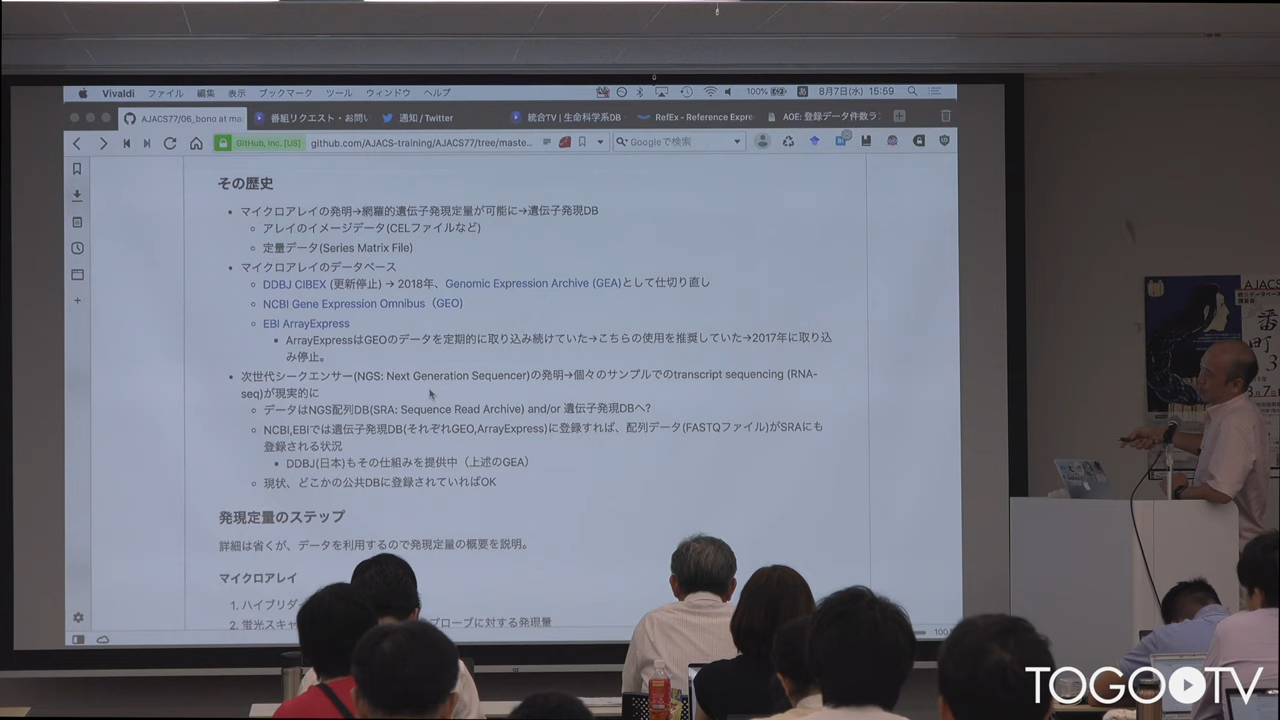 Vivaldi ファイル 編集 表示 ブックマーク ツール ウィンドウ ヘルプ 100% 8月7日(水) 15:59
AJACS77/06_bono at ma 番組リクエスト・お問い 通知 / Twitter 統合TV | 生命科学系DB RefEx - Reference Expre AOE: 登録データ件数ラ
GitHub, Inc. [US] github.com/AJACS-training/AJACS77/tree/maste... Googleで検索
その歴史
マイクロアレイの発明→網羅的遺伝子発現定量が可能に→遺伝子発現DB
アレイのイメージデータ(CELファイルなど)
定量データ(Series Matrix File)
マイクロアレイのデータベース
DDBJ CIBEX (更新停止) → 2018年、Genomic Expression Archive (GEA)として仕切り直し
NCBI Gene Expression Omnibus（GEO)
EBI ArrayExpress
ArrayExpressはGEOのデータを定期的に取り込み続けていた→こちらの使用を推奨していた→2017年に取り込
み停止。
次世代シークエンサー(NGS: Next Generation Sequencer)の発明→個々のサンプルでのtranscript sequencing (RNA-
seq)が現実的に
データはNGS配列DB(SRA: Sequence Read Archive) and/or 遺伝子発現DBへ?
NCBI,EBIでは遺伝子発現DB(それぞれGEO,ArrayExpress)に登録すれば、配列データ(FASTQファイル)がSRAにも
登録される状況
DDBJ(日本)もその仕組みを提供中（上述のGEA）
現状、どこかの公共DBに登録されていればOK
発現定量のステップ
詳細は省くが、データを利用するので発現定量の概要を説明。
マイクロアレイ
1. ハイブリダ
2. 蛍光スキャ プローブに対する発現量
100
AJACS
番
町
3
8月7日
TOGOTV